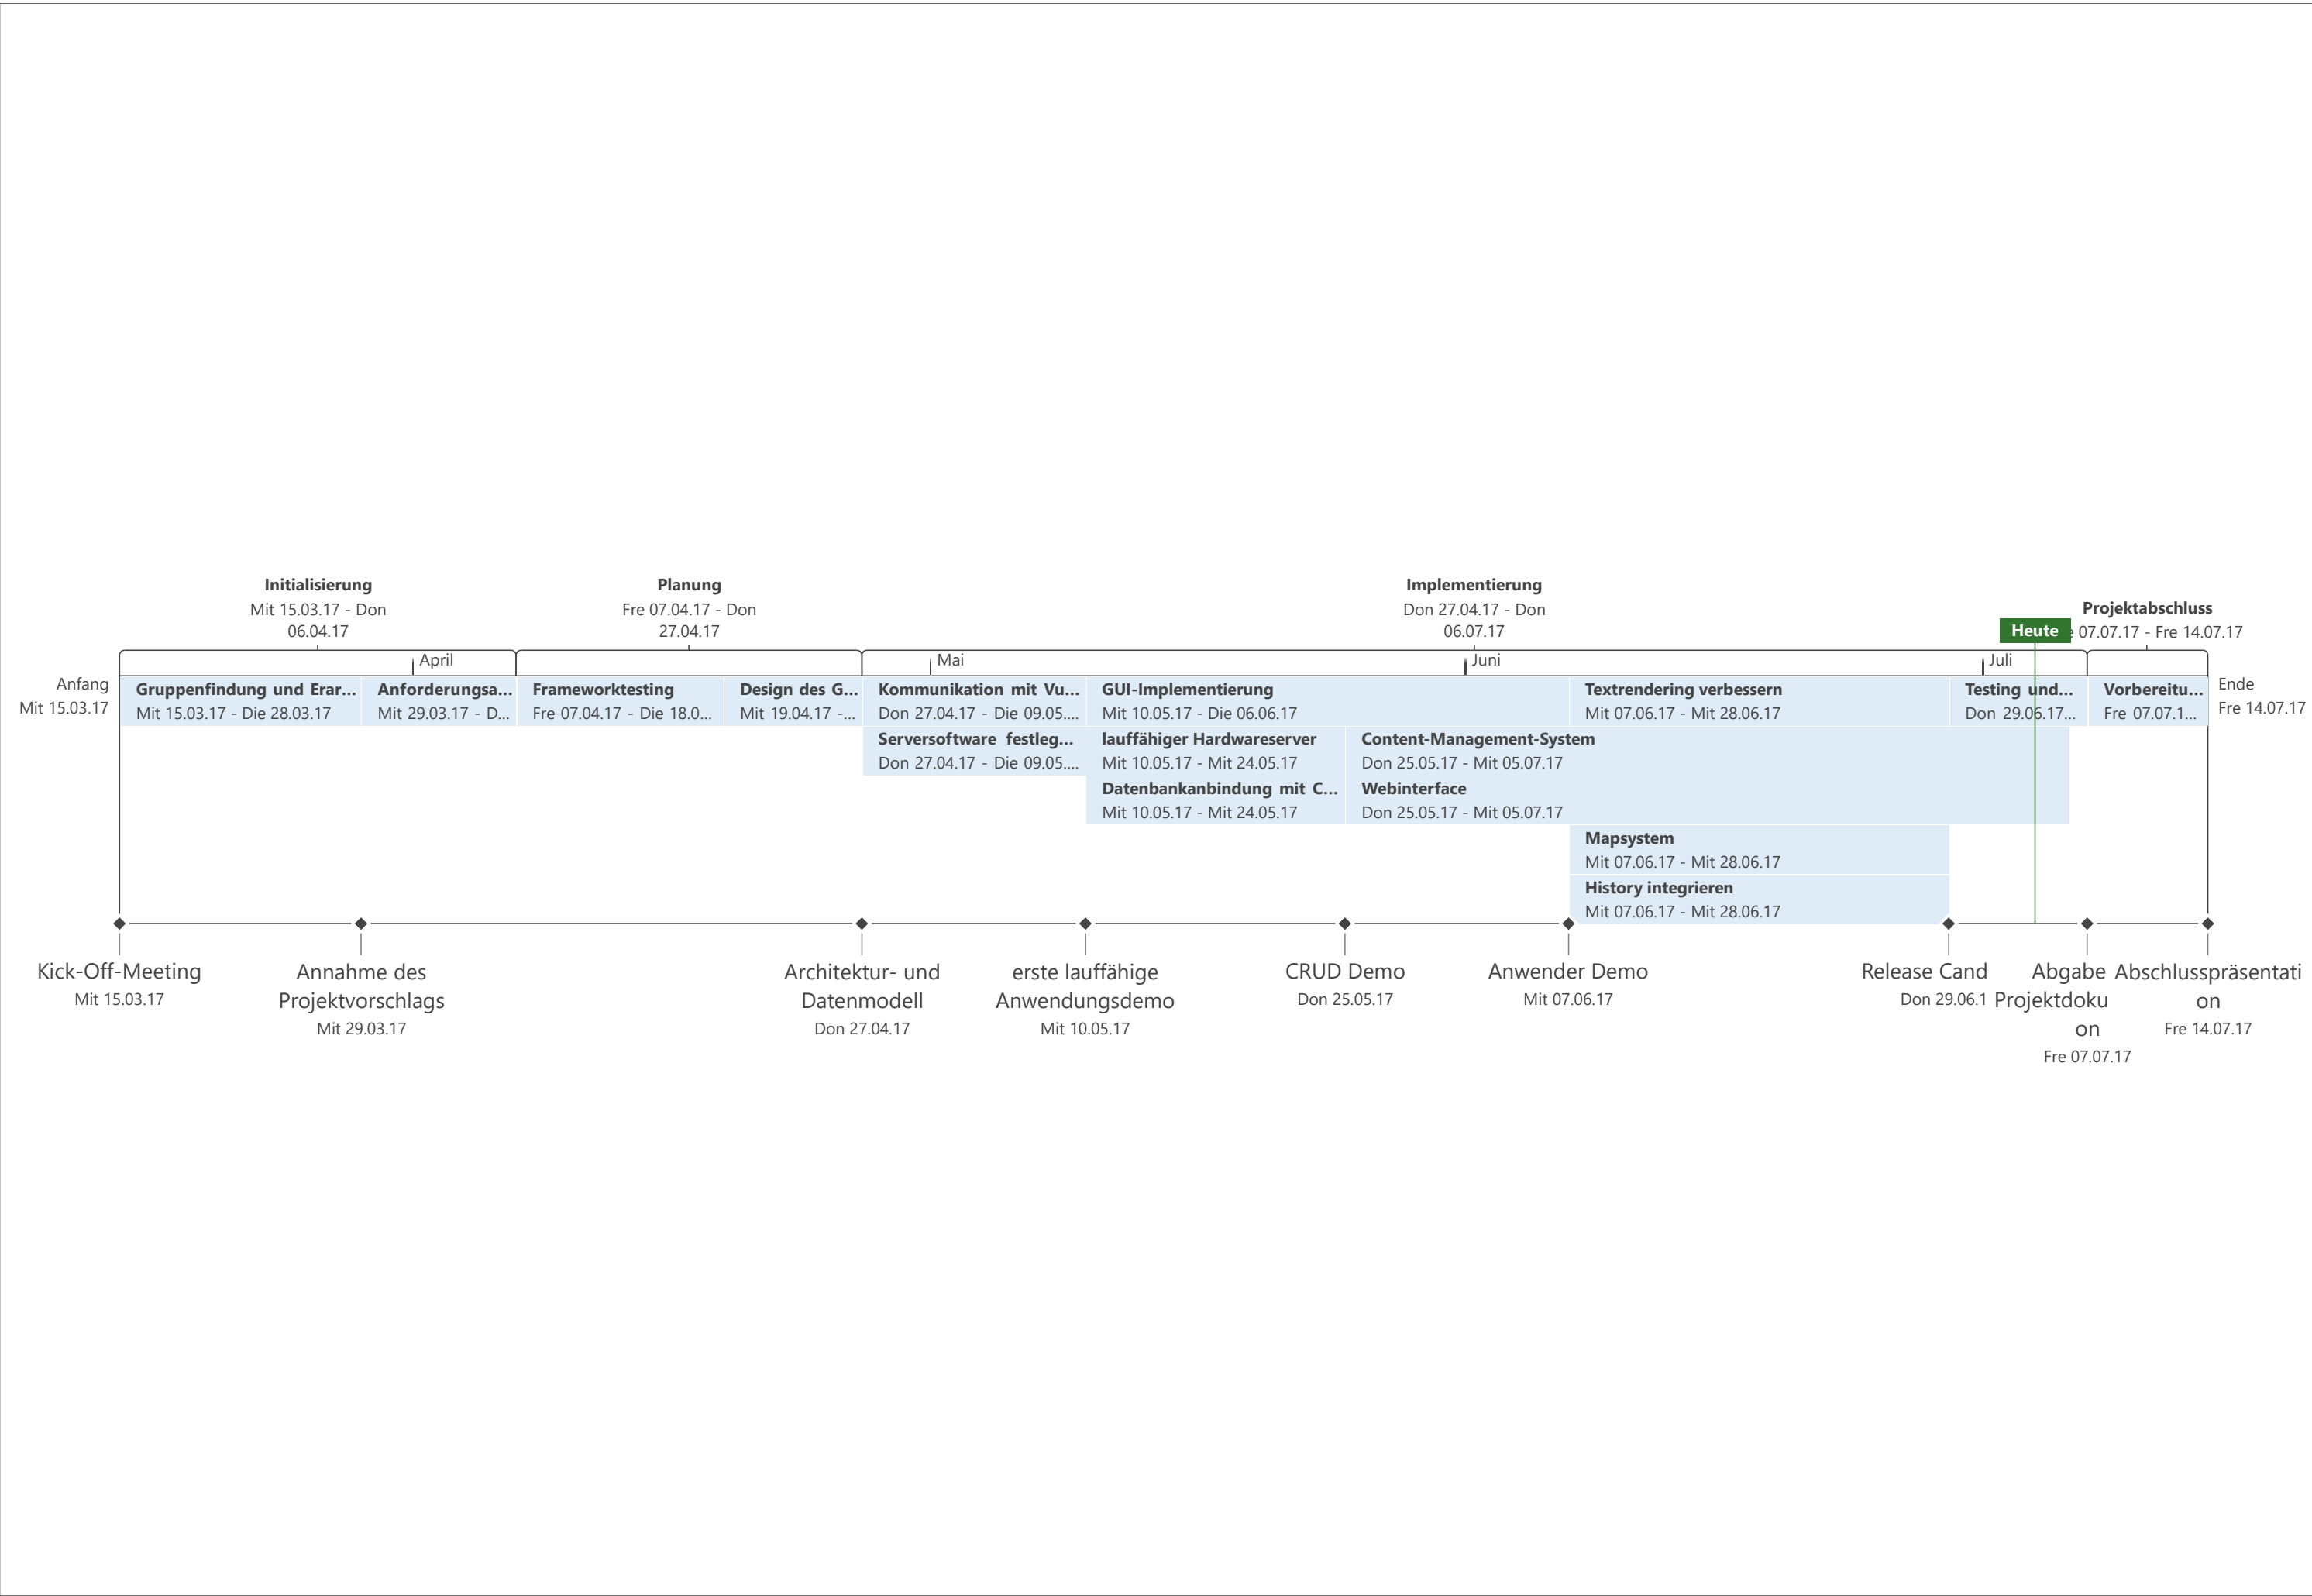 Initialisierung
Mit 15.03.17 - Don
06.04.17
Planung
Fre 07.04.17 - Don
27.04.17
Implementierung
Don 27.04.17 - Don
06.07.17
Projektabschluss
07.07.17 - Fre 14.07.17
Heute
April
Mai
Juni
Juli
Anfang
Mit 15.03.17
Gruppenfindung und Erar...
Mit 15.03.17 - Die 28.03.17
Anforderungsa...
Mit 29.03.17 - D...
Frameworktesting
Fre 07.04.17 - Die 18.0...
Design des G...
Mit 19.04.17 -...
Kommunikation mit Vu...
Don 27.04.17 - Die 09.05....
GUI-Implementierung
Mit 10.05.17 - Die 06.06.17
Textrendering verbessern
Mit 07.06.17 - Mit 28.06.17
Testing und...
Don 29.06.17...
Vorbereitu...
Fre 07.07.1...
Ende
Fre 14.07.17
Serversoftware festleg...
Don 27.04.17 - Die 09.05....
lauffähiger Hardwareserver
Mit 10.05.17 - Mit 24.05.17
Content-Management-System
Don 25.05.17 - Mit 05.07.17
Datenbankanbindung mit C...
Mit 10.05.17 - Mit 24.05.17
Webinterface
Don 25.05.17 - Mit 05.07.17
Mapsystem
Mit 07.06.17 - Mit 28.06.17
History integrieren
Mit 07.06.17 - Mit 28.06.17
Kick-Off-Meeting
Mit 15.03.17
Annahme des
Projektvorschlags
Mit 29.03.17
Architektur- und
Datenmodell
Don 27.04.17
erste lauffähige
Anwendungsdemo
Mit 10.05.17
CRUD Demo
Don 25.05.17
Anwender Demo
Mit 07.06.17
Release Cand
Don 29.06.1
Abgabe
Projektdoku
on
Fre 07.07.17
Abschlusspräsentati
on
Fre 14.07.17